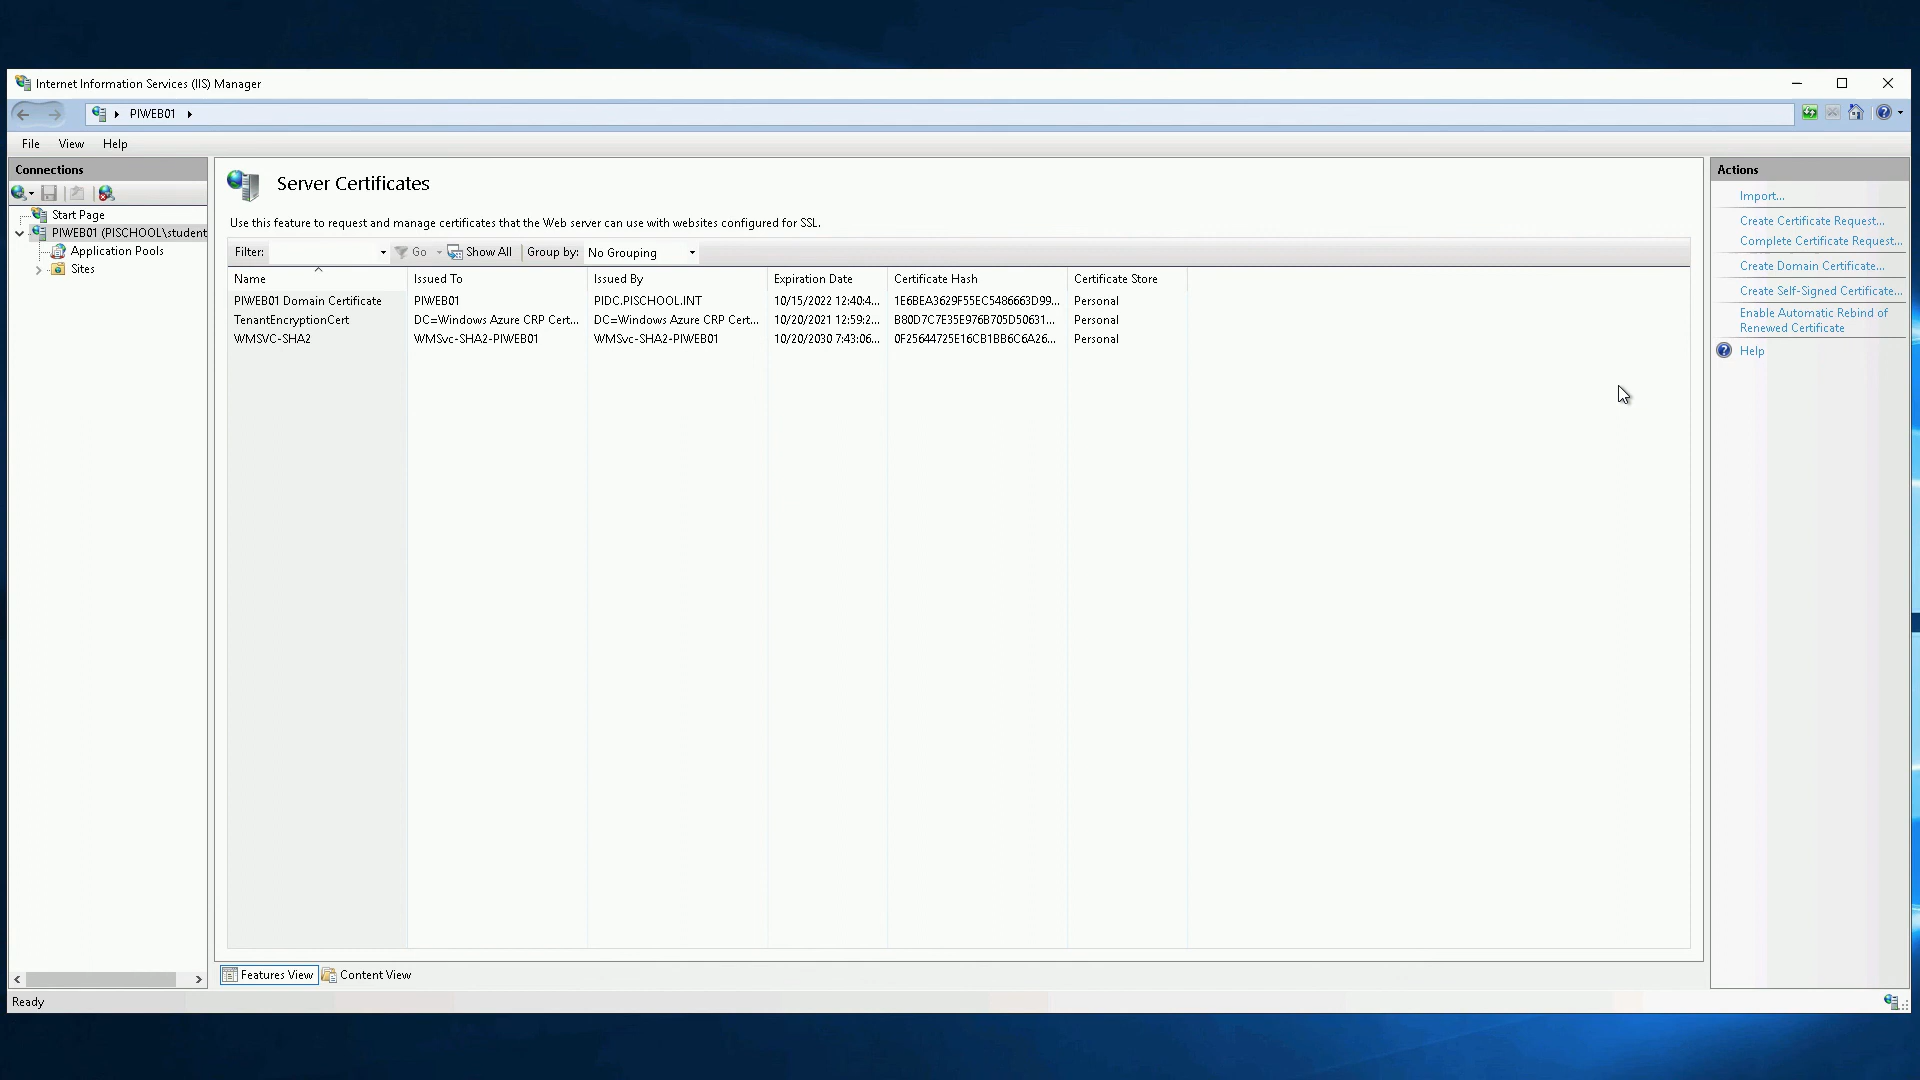 Internet Information Services (IIS) Manager
PIWEB01
File View Help
Connections
Start Page
PIWEB01 (PISCHOOL\student
Application Pools
Sites
Server Certificates
Use this feature to request and manage certificates that the Web server can use with websites configured for SSL.
Filter: Go Show All Group by: No Grouping
Name Issued To Issued By Expiration Date Certificate Hash Certificate Store
PIWEB01 Domain Certificate PIWEB01 PIDC.PISCHOOL.INT 10/15/2022 12:40:4... 1E6BEA3629F55EC5486663D99... Personal
TenantEncryptionCert DC=Windows Azure CRP Cert... DC=Windows Azure CRP Cert... 10/20/2021 12:59:2... B80D7C7E35E976B705D50631... Personal
WMSVC-SHA2 WMSvc-SHA2-PIWEB01 WMSvc-SHA2-PIWEB01 10/20/2030 7:43:06... 0F25644725E16CB1BB6C6A26... Personal
Features View Content View
Actions
Import...
Create Certificate Request...
Complete Certificate Request...
Create Domain Certificate...
Create Self-Signed Certificate...
Enable Automatic Rebind of
Renewed Certificate
Help
Ready